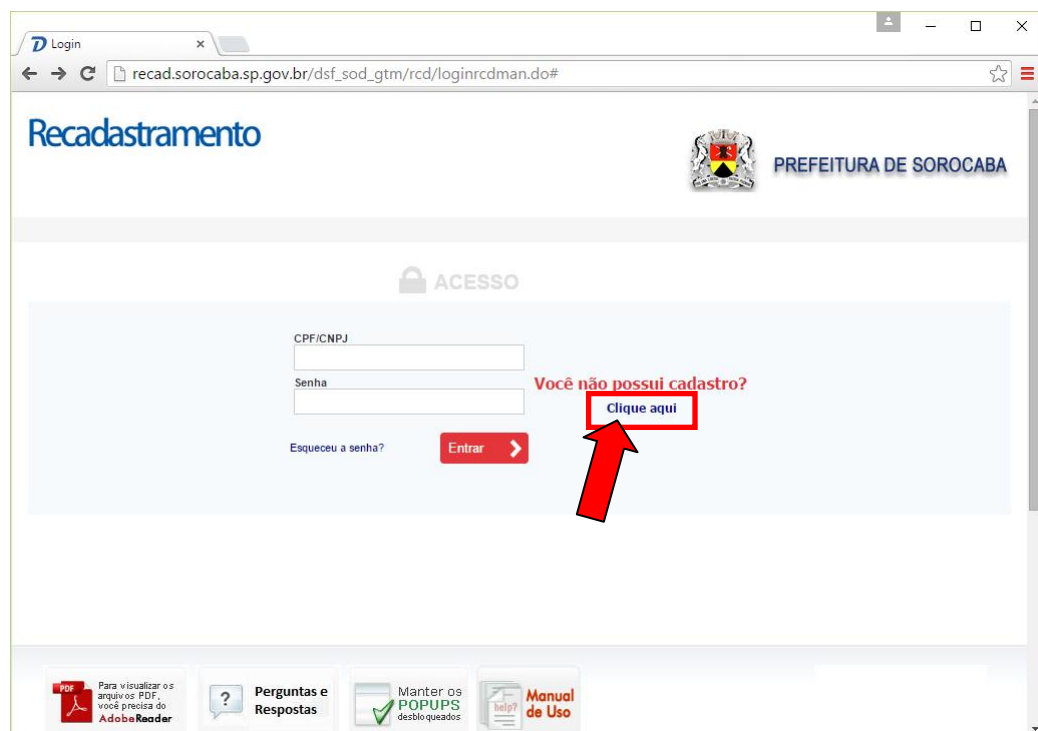 Login
recad.sorocaba.sp.gov.br/dsf_sod_gtm/rcd/loginrcdman.do#
Recadastramento
PREFEITURA DE SOROCABA
ACESSO
CPF/CNPJ
Senha
Você não possui cadastro?
Clique aqui
Esqueceu a senha?
Entrar
PDF
Para visualizar os
arquivos PDF,
você precisa do
AdobeReader
?
Perguntas e
Respostas
Manter os
POPUPS
desbloqueados
help?
Manual
de Uso